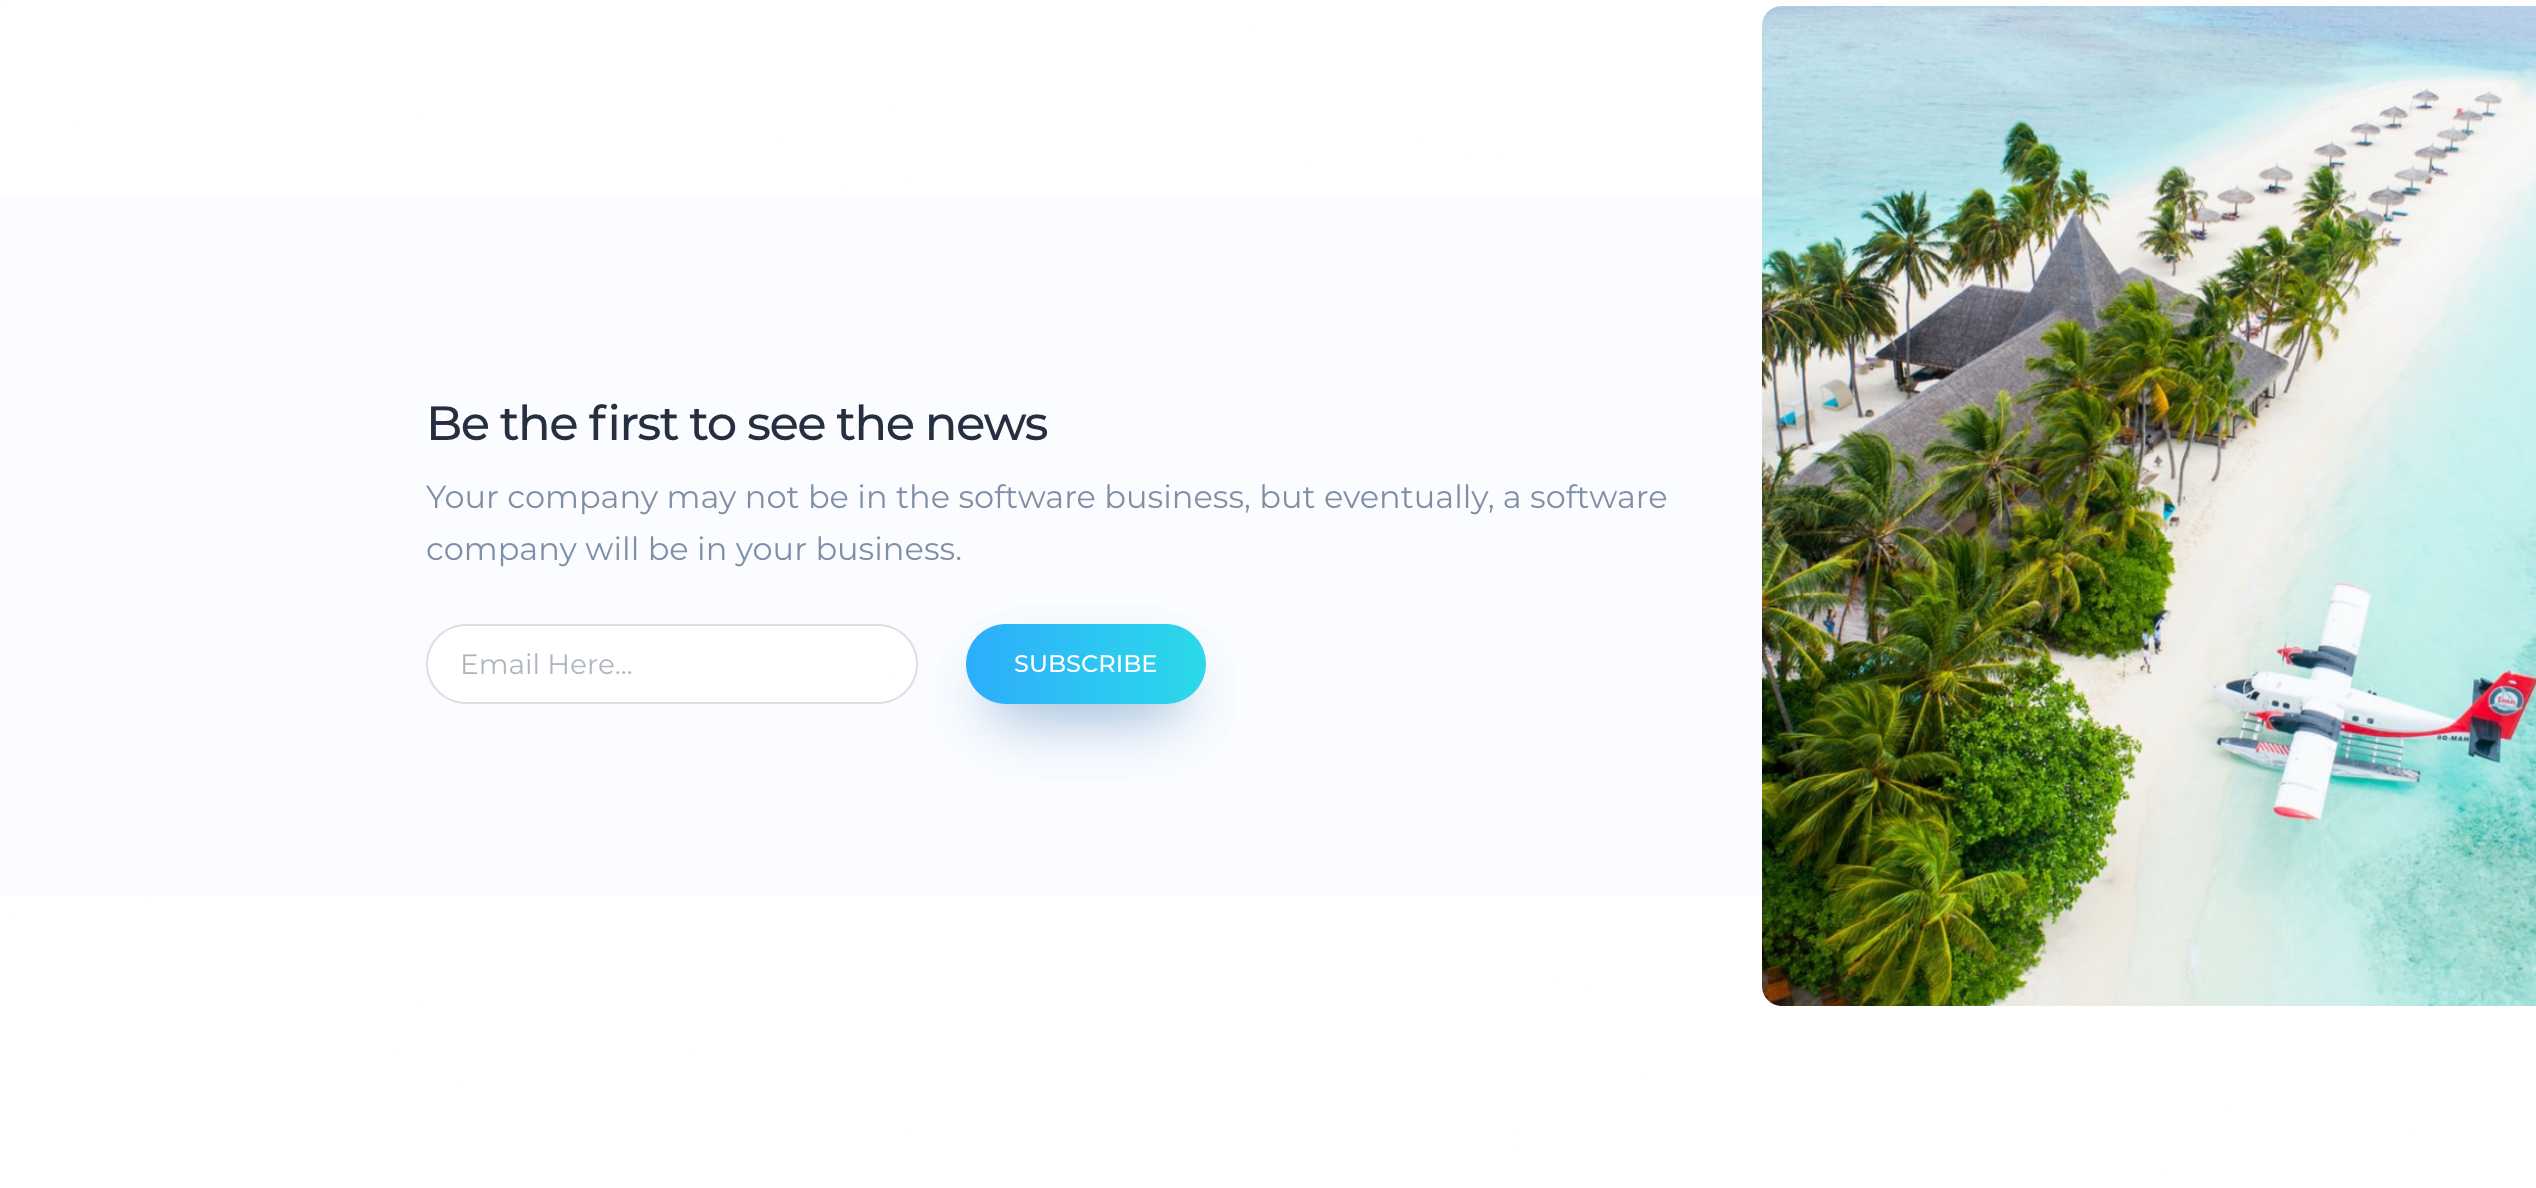 Be the first to see the news
Your company may not be in the software business, but eventually, a software
company will be in your business.
Email Here...
SUBSCRIBE